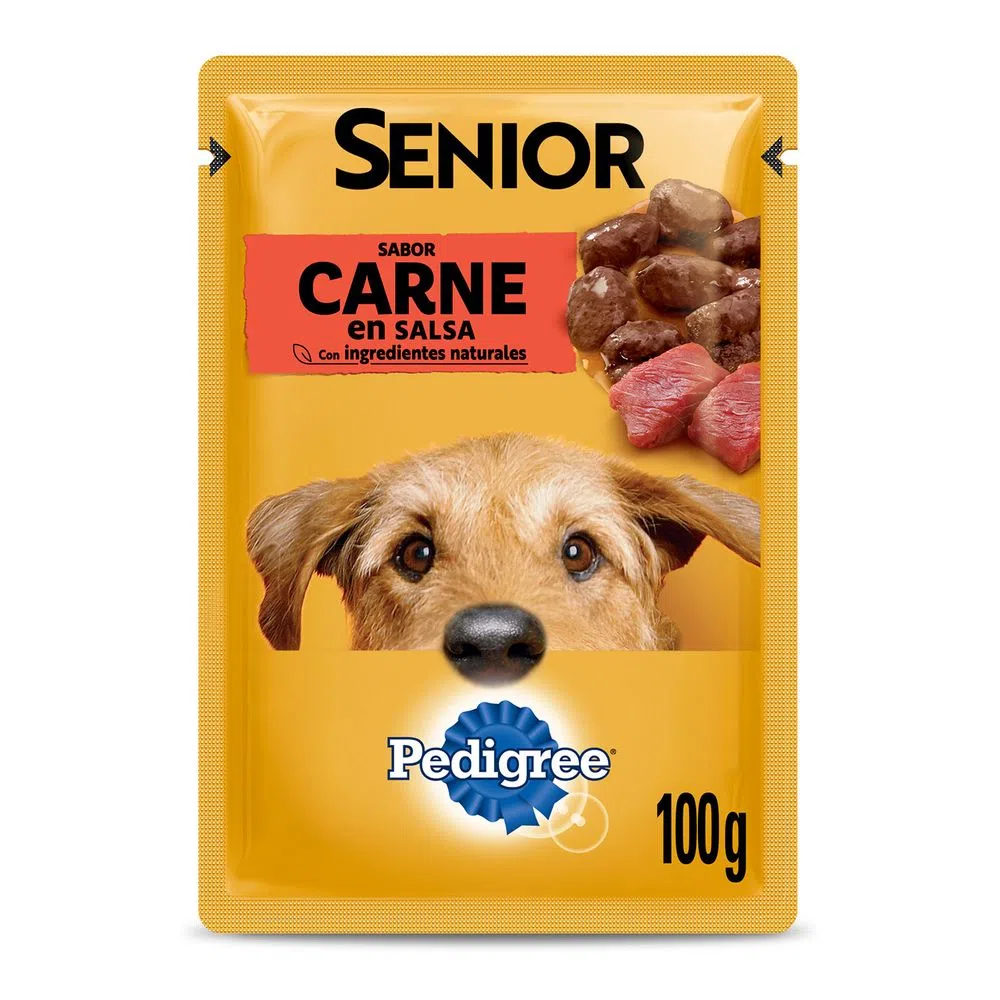 SENIOR
SABOR
CARNE
en SALSA
Con ingredientes naturales
Pedigree®
100g